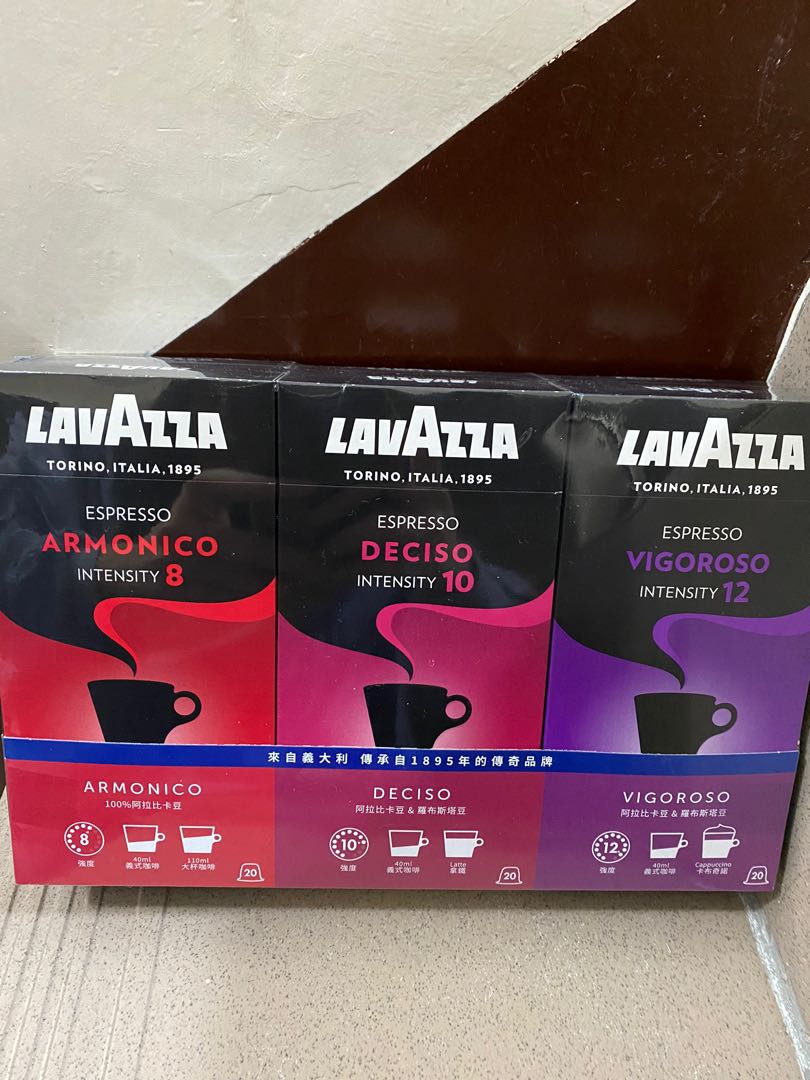 LAVAZZA
TORINO, ITALIA, 1895
ESPRESSO
ARMONICO
INTENSITY 8
LAVAZZA
LAVAZZA
TORINO, ITALIA, 1895
ESPRESSO
DECISO
INTENSITY 10
LAVAZZA
TORINO, ITALIA, 1895
ESPRESSO
VIGOROSO
INTENSITY 12
來自義大利 傳承自1895年的傳奇品牌
ARMONICO
100%阿拉比卡豆
8
強度
40ml
義式咖啡
110ml
大杯咖啡
20
DECISO
阿拉比卡豆 & 羅布斯塔豆
10
強度
40ml
義式咖啡
Latte
拿鐵
20
VIGOROSO
阿拉比卡豆 & 羅布斯塔豆
12
強度
40ml
義式咖啡
Cappuccino
卡布奇諾
20